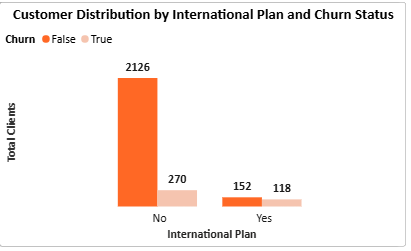 Customer Distribution by International Plan and Churn Status
Churn False True
2126
270
152
118
Total Clients
No
Yes
International Plan